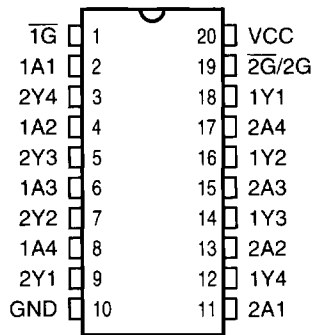 1G 1 20 VCC
1A1 2 19 2G/2G
2Y4 3 18 1Y1
1A2 4 17 2A4
2Y3 5 16 1Y2
1A3 6 15 2A3
2Y2 7 14 1Y3
1A4 8 13 2A2
2Y1 9 12 1Y4
GND 10 11 2A1